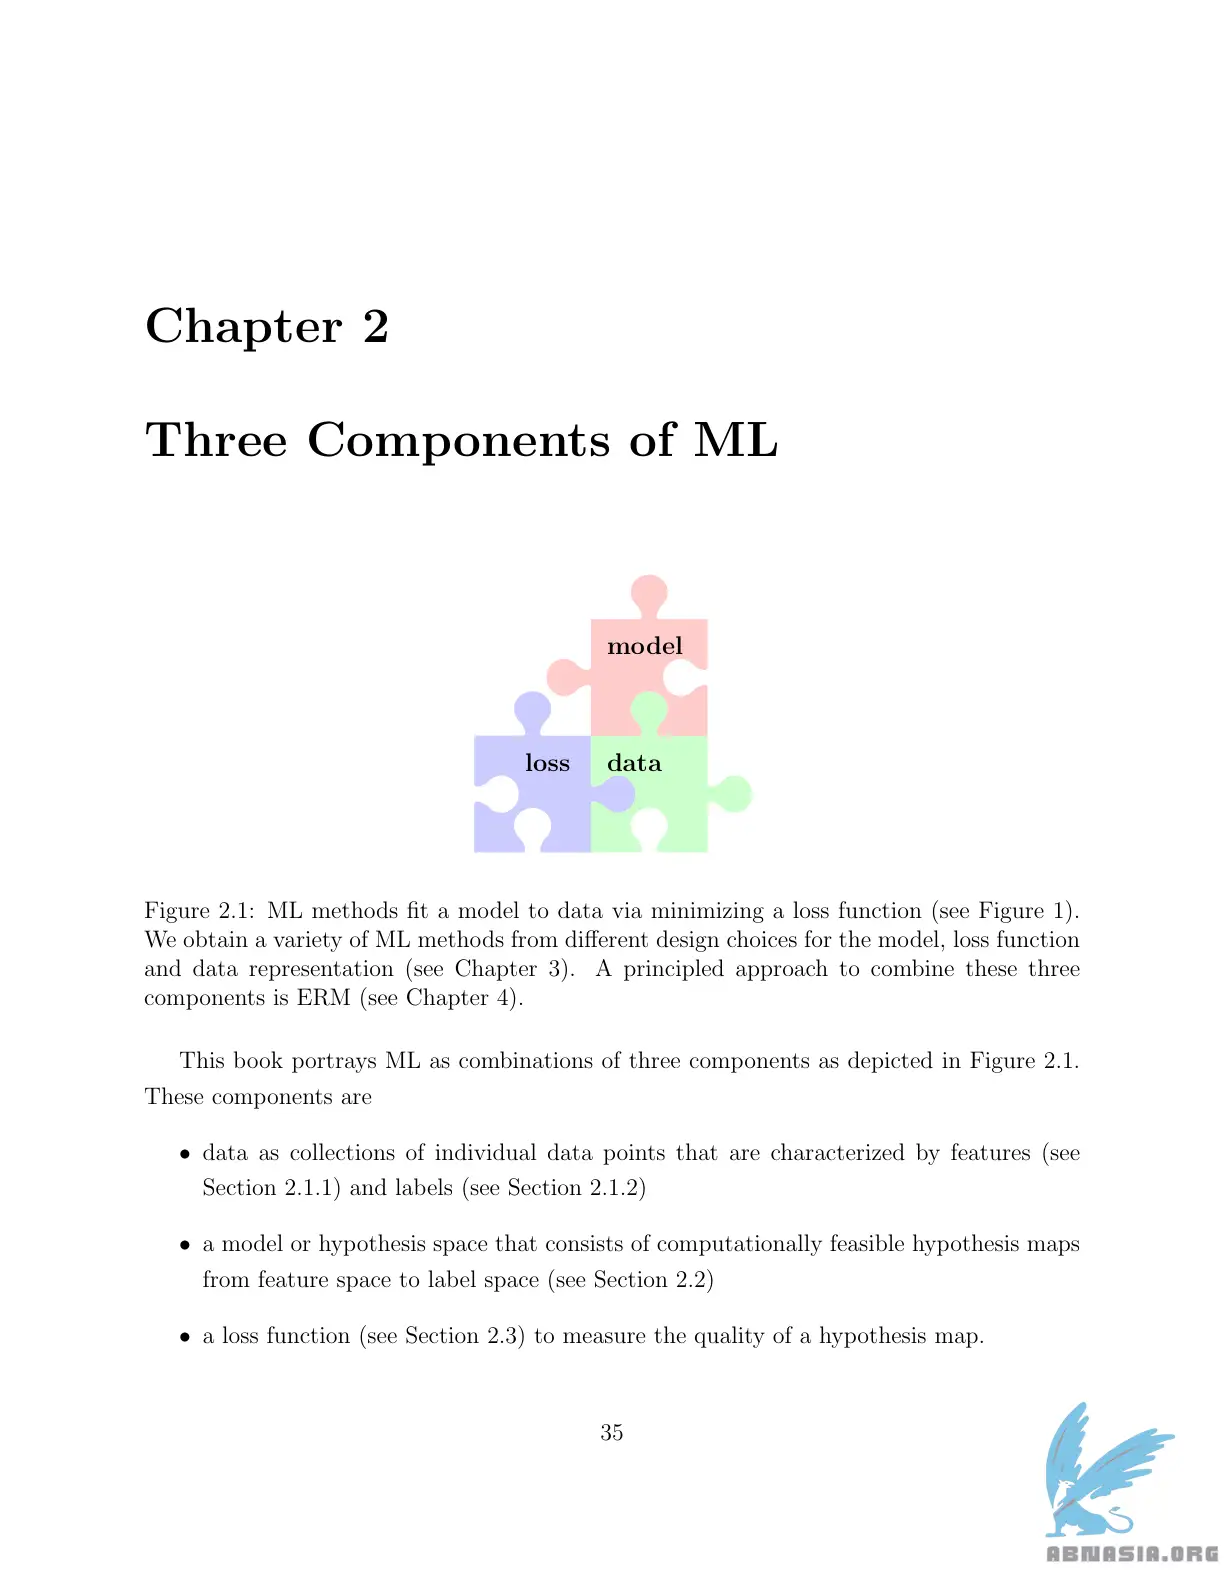 Chapter 2
Three Components of ML
model
loss
data
Figure 2.1: ML methods fit a model to data via minimizing a loss function (see Figure 1).
We obtain a variety of ML methods from different design choices for the model, loss function
and data representation (see Chapter 3). A principled approach to combine these three
components is ERM (see Chapter 4).
This book portrays ML as combinations of three components as depicted in Figure 2.1.
These components are
• data as collections of individual data points that are characterized by features (see
Section 2.1.1) and labels (see Section 2.1.2)
• a model or hypothesis space that consists of computationally feasible hypothesis maps
from feature space to label space (see Section 2.2)
• a loss function (see Section 2.3) to measure the quality of a hypothesis map.
35
ABNASIA.ORG